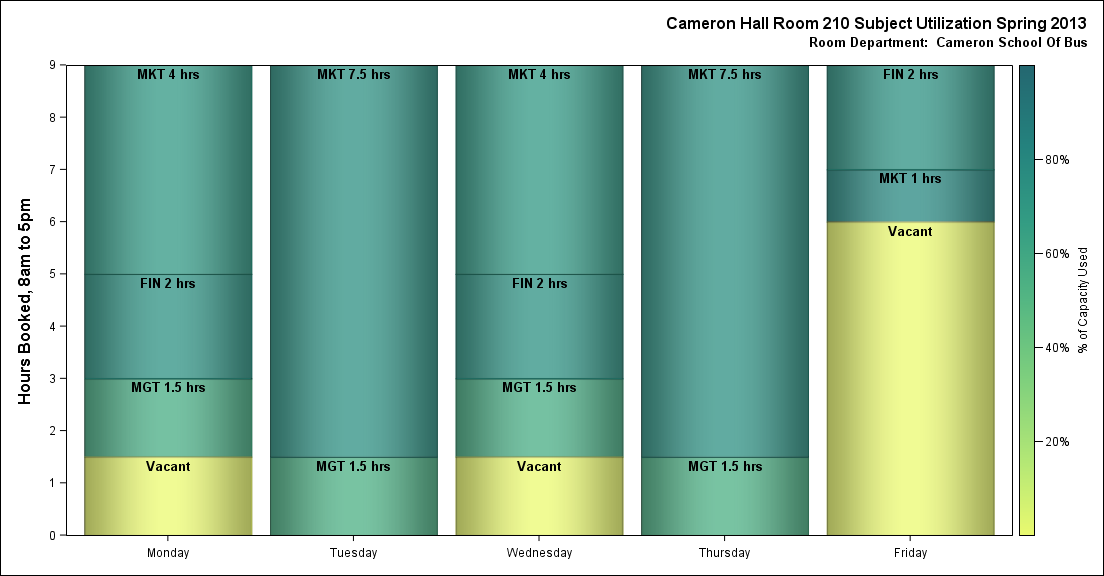 Cameron Hall Room 210 Subject Utilization Spring 2013
Room Department:  Cameron School Of Bus
Hours Booked, 8am to 5pm
9
8
7
6
5
4
3
2
1
0
MKT 4 hrs
FIN 2 hrs
MGT 1.5 hrs
Vacant
Monday
MKT 7.5 hrs
MGT 1.5 hrs
Tuesday
MKT 4 hrs
FIN 2 hrs
MGT 1.5 hrs
Vacant
Wednesday
MKT 7.5 hrs
MGT 1.5 hrs
Thursday
FIN 2 hrs
MKT 1 hrs
Vacant
Friday
80%
60%
40%
20%
% of Capacity Used